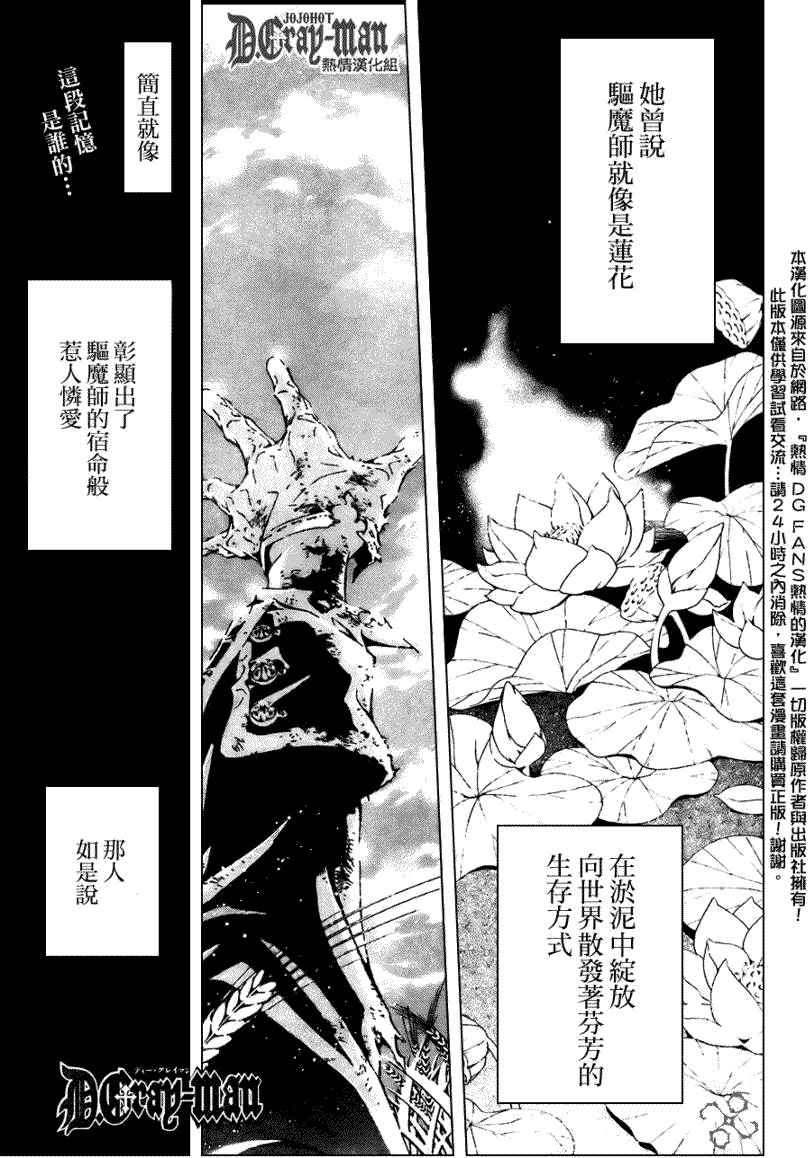 本漢化圖源來自於網路，『熱情DG FANS熱情的漢化』一切版權歸原作者與出版社擁有！
此版本僅供學習試看交流…請24小時之內消除，喜歡這套漫畫請購買正版！謝謝。
她曾說
驅魔師就像是蓮花
在淤泥中綻放
向世界散發著芬芳的
生存方式
JOJOHOT
D.Gray-man
熱情漢化組
簡直就像
彰顯出了
驅魔師的宿命般
惹人憐愛
那人
如是說
這段記憶
是誰的…
ディー・グレイマン
D.Gray-man